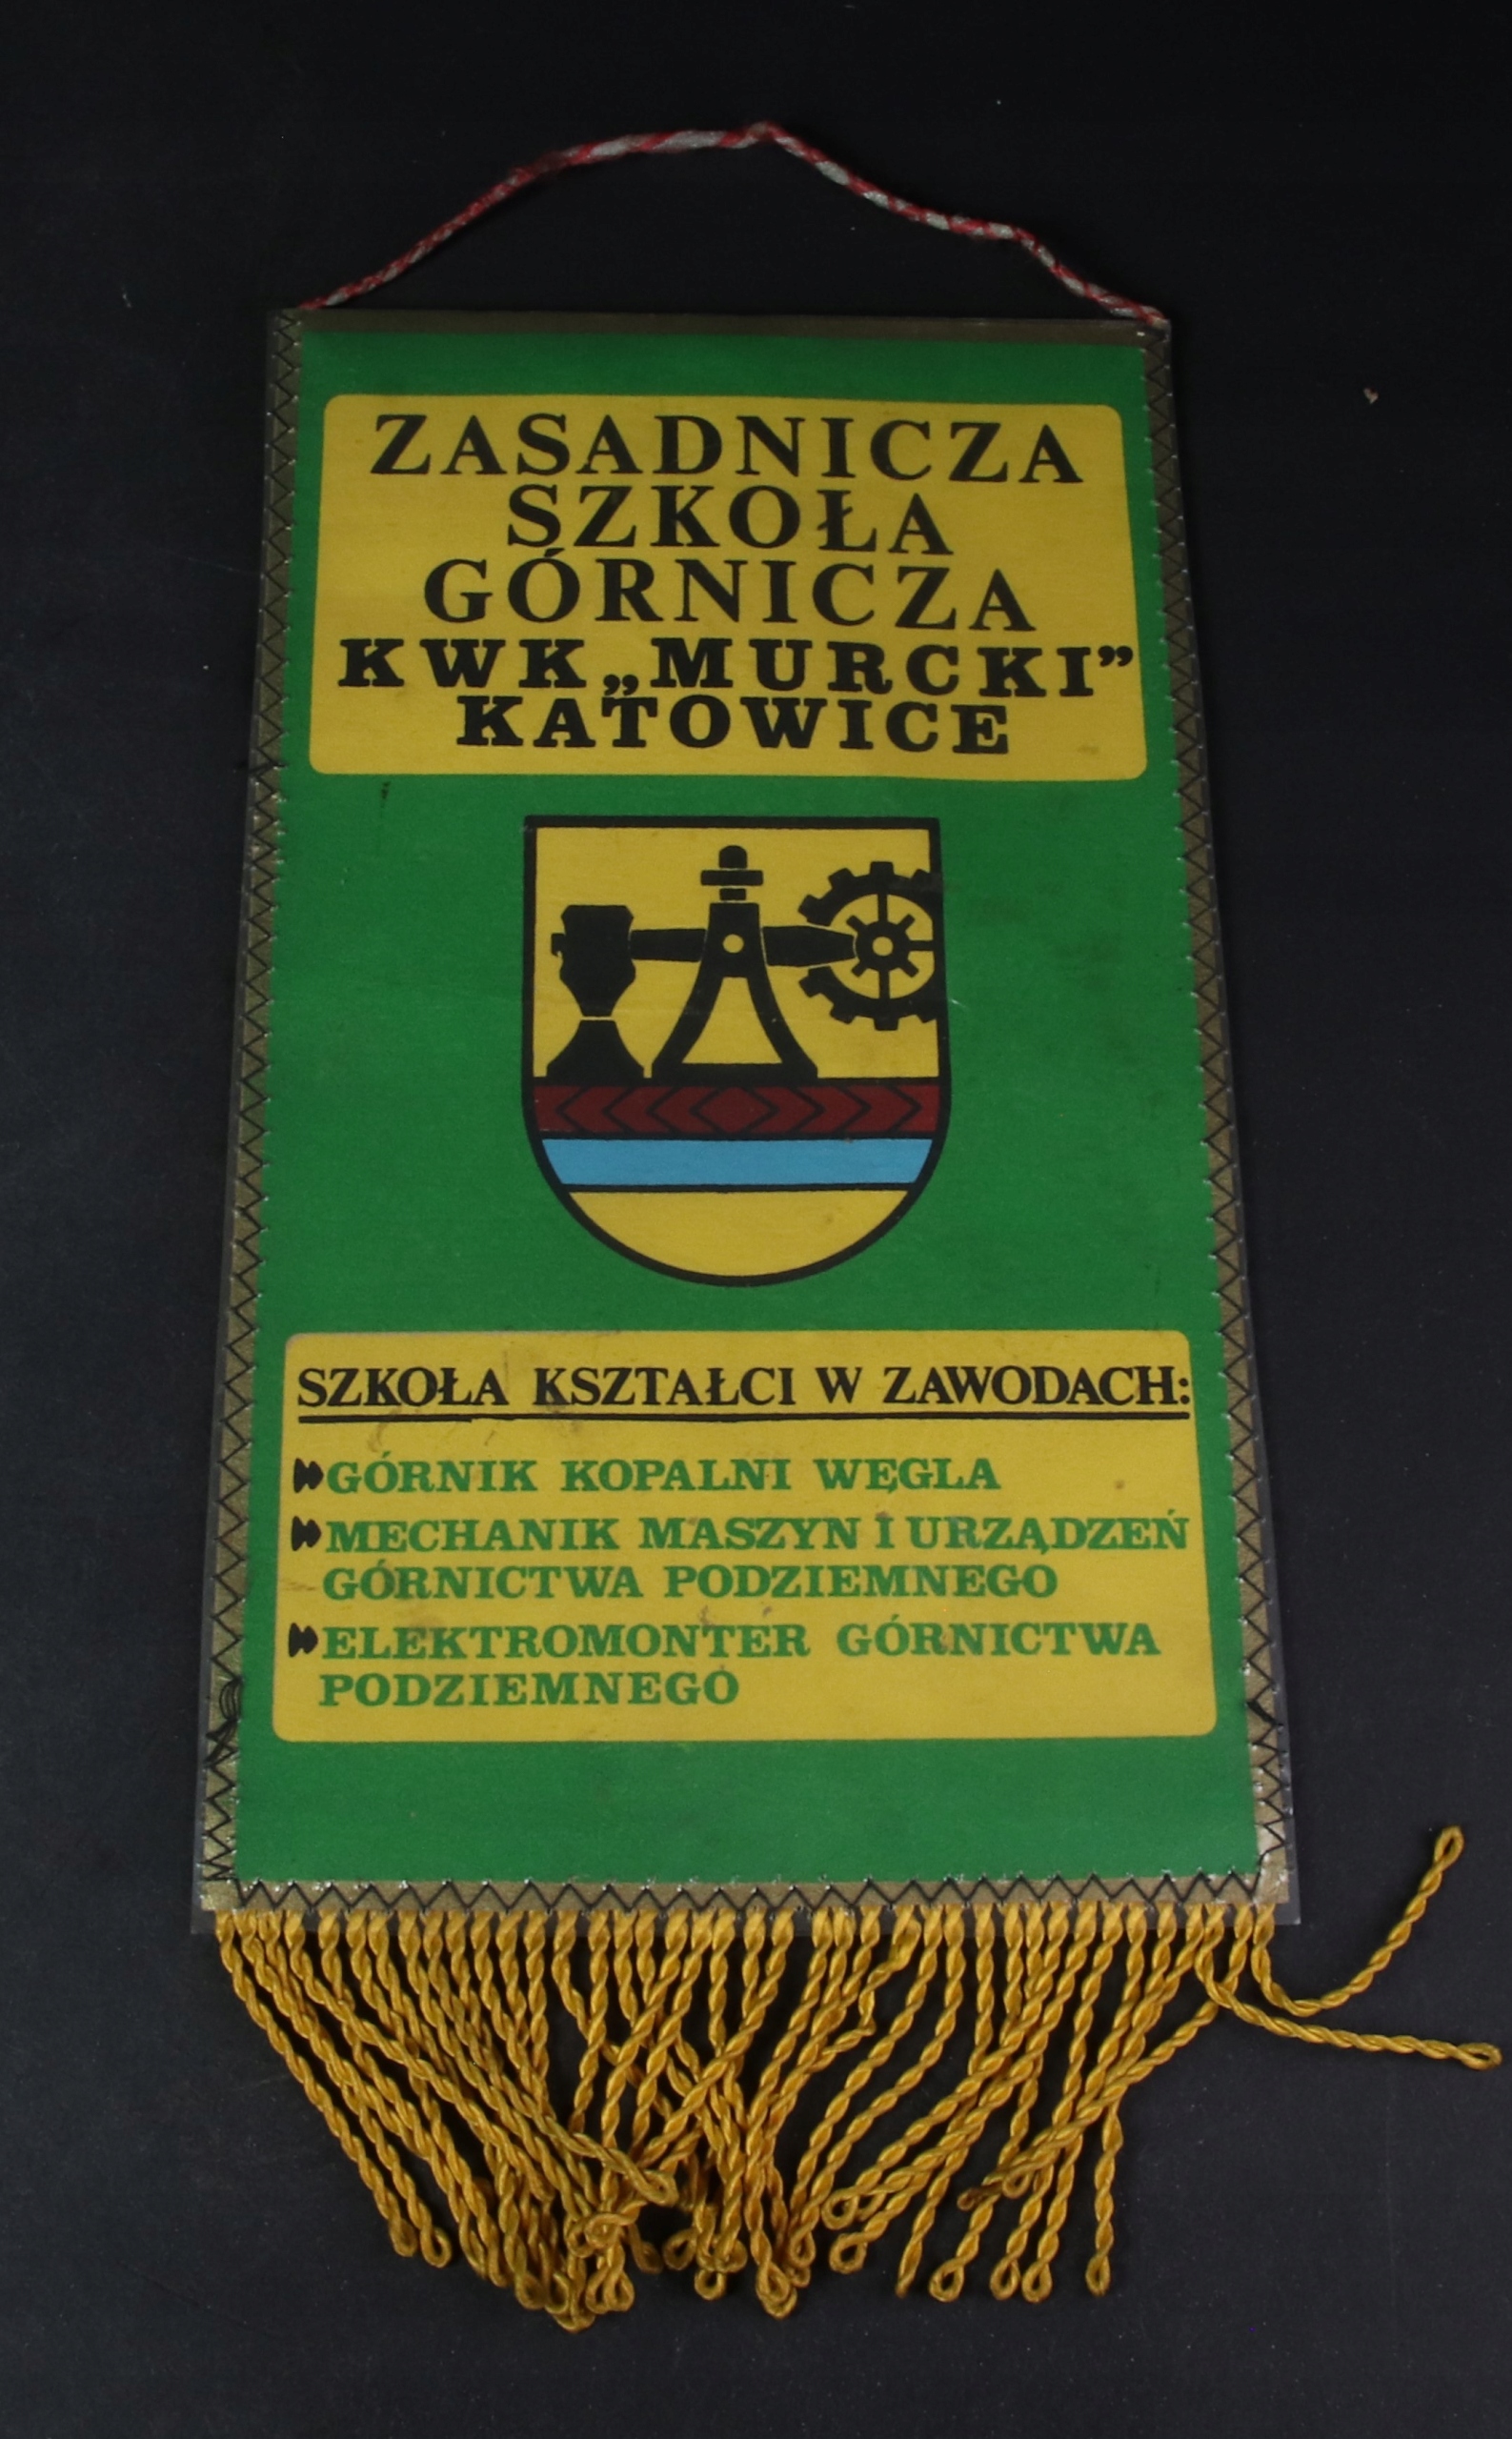 ZASADNICZA
SZKOŁA
GÓRNICZA
KWK „MURCKI”
KATOWICE
SZKOŁA KSZTAŁCI W ZAWODACH:
GÓRNIK KOPALNI WĘGLA
MECHANIK MASZYN I URZĄDZEŃ
GÓRNICTWA PODZIEMNEGO
ELEKTROMONTER GÓRNICTWA
PODZIEMNEGO